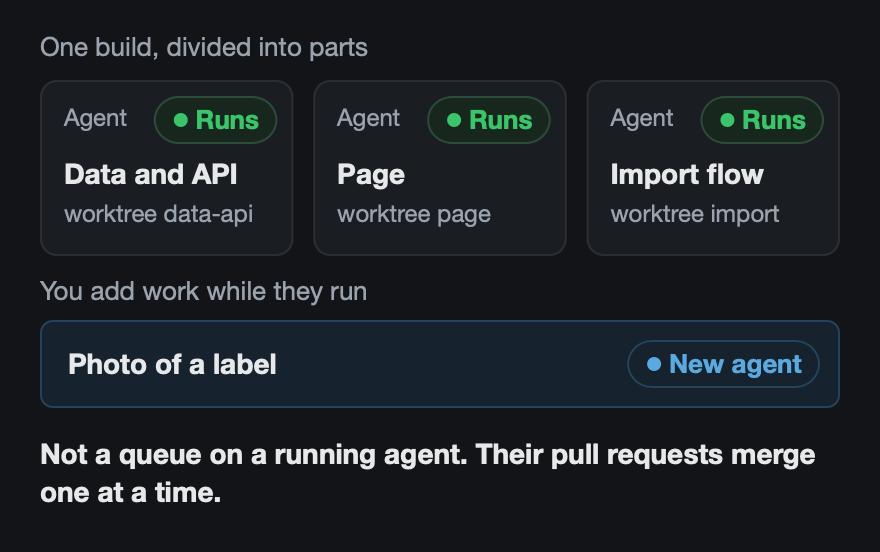 One build, divided into parts
Agent Runs
Data and API
worktree data-api
Agent Runs
Page
worktree page
Agent Runs
Import flow
worktree import
You add work while they run
Photo of a label New agent
Not a queue on a running agent. Their pull requests merge
one at a time.